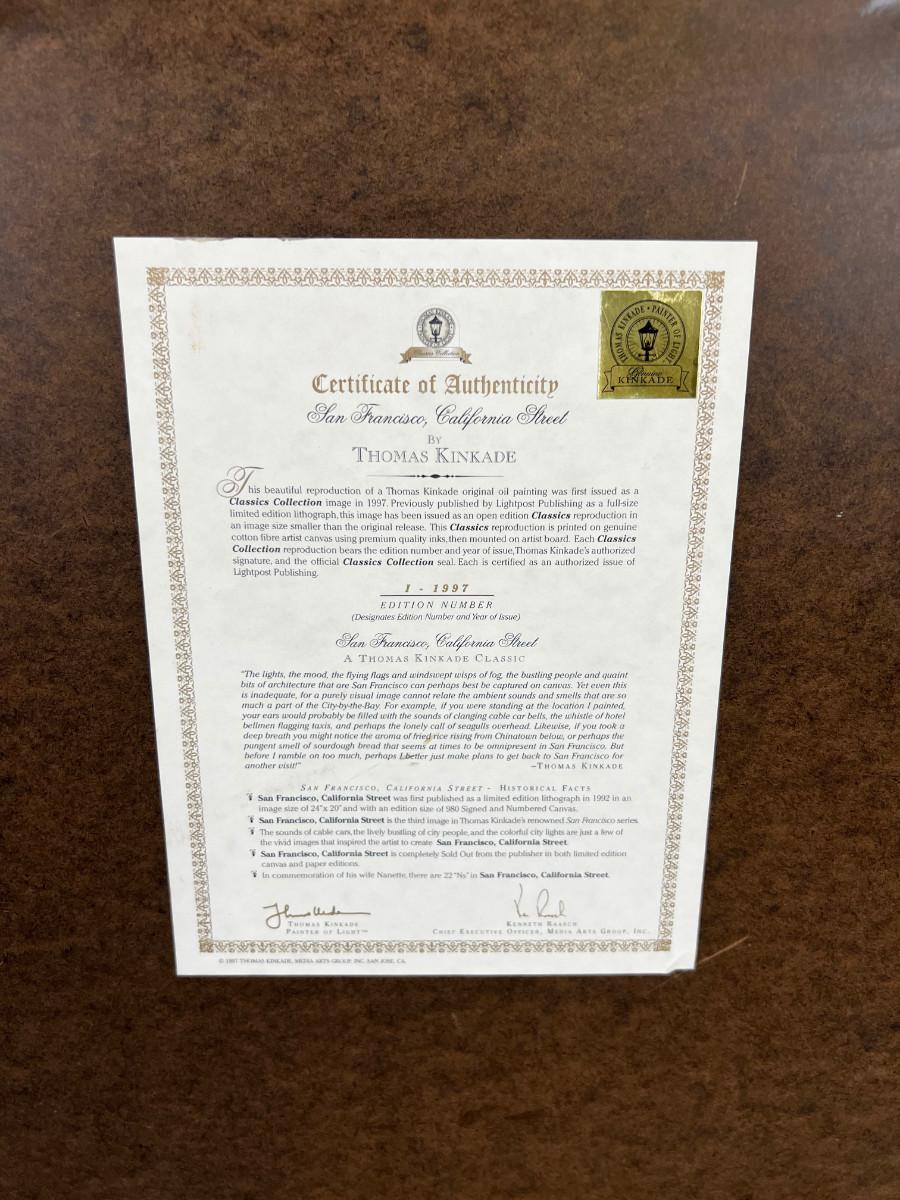 THOMAS KINKADE
Classics Collection
THOMAS KINKADE • PAINTER OF LIGHT
Genuine
KINKADE
Certificate of Authenticity
San Francisco, California Street
BY
THOMAS KINKADE
This beautiful reproduction of a Thomas Kinkade original oil painting was first issued as a
Classics Collection image in 1997. Previously published by Lightpost Publishing as a full-size
limited edition lithograph, this image has been issued as an open edition Classics reproduction in
an image size smaller than the original release. This Classics reproduction is printed on genuine
cotton fibre artist canvas using premium quality inks, then mounted on artist board. Each Classics
Collection reproduction bears the edition number and year of issue, Thomas Kinkade's authorized
signature, and the official Classics Collection seal. Each is certified as an authorized issue of
Lightpost Publishing.
I - 1997
EDITION NUMBER
(Designates Edition Number and Year of Issue)
San Francisco, California Street
A THOMAS KINKADE CLASSIC
"The lights, the mood, the flying flags and windswept wisps of fog, the bustling people and quaint
bits of architecture that are San Francisco can perhaps best be captured on canvas. Yet even this
is inadequate, for a purely visual image cannot relate the ambient sounds and smells that are so
much a part of the City-by-the-Bay. For example, if you were standing at the location I painted,
your ears would probably be filled with the sounds of clanging cable car bells, the whistle of hotel
bellmen flagging taxis, and perhaps the lonely call of seagulls overhead. Likewise, if you took a
deep breath you might notice the aroma of fried rice rising from Chinatown below, or perhaps the
pungent smell of sourdough bread that seems at times to be omnipresent in San Francisco. But
before I ramble on too much, perhaps I better just make plans to get back to San Francisco for
another visit!" –THOMAS KINKADE
SAN FRANCISCO, CALIFORNIA STREET - HISTORICAL FACTS
San Francisco, California Street was first published as a limited edition lithograph in 1992 in an
image size of 24"x 20" and with an edition size of 980 Signed and Numbered Canvas.
San Francisco, California Street is the third image in Thomas Kinkade's renowned San Francisco series.
The sounds of cable cars, the lively bustling of city people, and the colorful city lights are just a few of
the vivid images that inspired the artist to create San Francisco, California Street.
San Francisco, California Street is completely Sold Out from the publisher in both limited edition
canvas and paper editions.
In commemoration of his wife Nanette, there are 22 "Ns" in San Francisco, California Street.
THOMAS KINKADE
PAINTER OF LIGHT™
KENNETH RAASCH
CHIEF EXECUTIVE OFFICER, MEDIA ARTS GROUP, INC.
© 1997 THOMAS KINKADE, MEDIA ARTS GROUP, INC. SAN JOSE, CA.